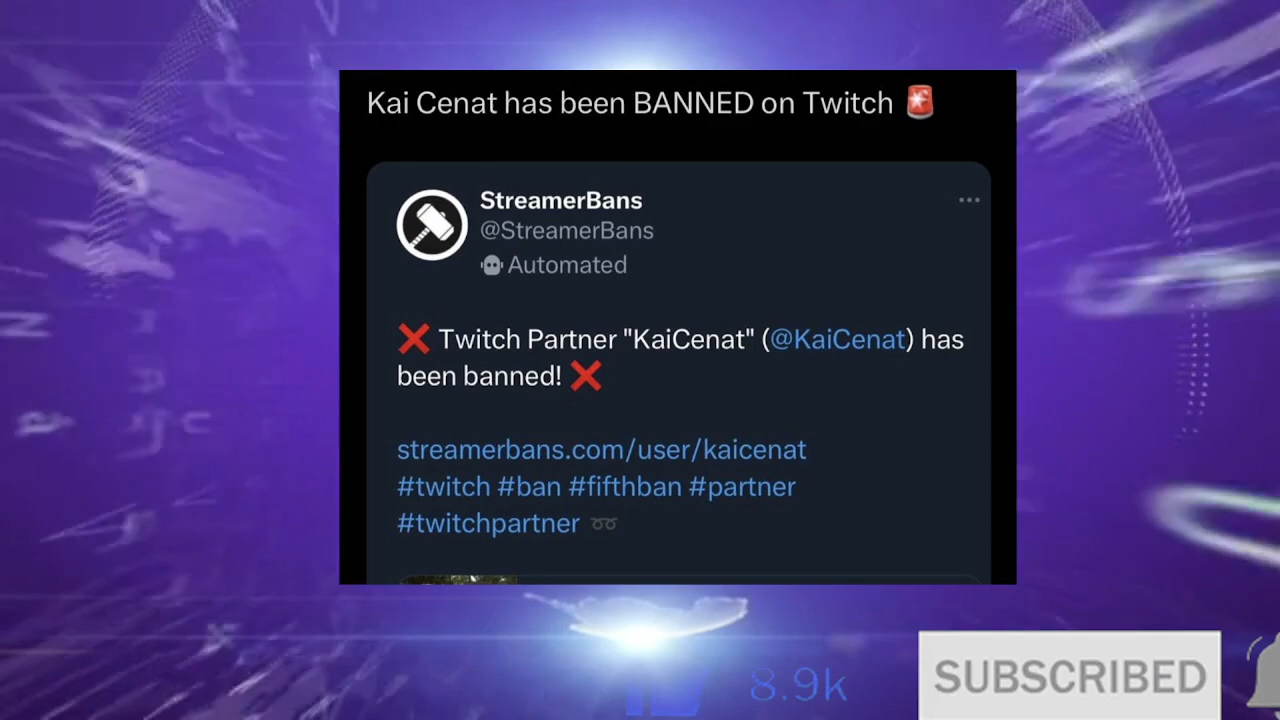 Kai Cenat has been BANNED on Twitch 🚨
StreamerBans
@StreamerBans
Automated
❌ Twitch Partner "KaiCenat" (@KaiCenat) has
been banned! ❌
streamerbans.com/user/kaicenat
#twitch #ban #fifthban #partner
#twitchpartner ➿
8.9k
SUBSCRIBED